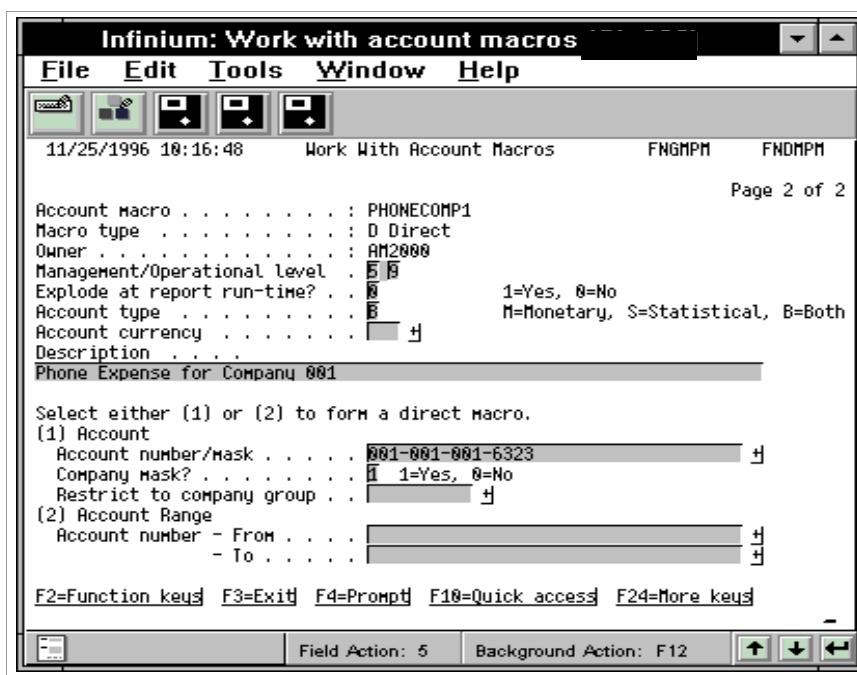 Infinium: Work with account macros
File Edit Tools Window Help
11/25/1996 10:16:48 Work With Account Macros FNGMPM FNDMPM
Page 2 of 2
Account macro . . . . . . . . . : PHONECOMP1
Macro type . . . . . . . . . . : D Direct
Owner . . . . . . . . . . . . . : AM2000
Management/Operational level . 5 9
Explode at report run-time? . . 0 1=Yes, 0=No
Account type . . . . . . . . . B M=Monetary, S=Statistical, B=Both
Account currency . . . . . . . +
Description . . . .
Phone Expense for Company 001
Select either (1) or (2) to form a direct macro.
(1) Account
Account number/mask . . . . . 001-001-001-6323 +
Company mask? . . . . . . . . 1 1=Yes, 0=No
Restrict to company group . . +
(2) Account Range
Account number - From . . . . +
- To . . . . . +
F2=Function keys F3=Exit F4=Prompt F10=Quick access F24=More keys
Field Action: 5 Background Action: F12